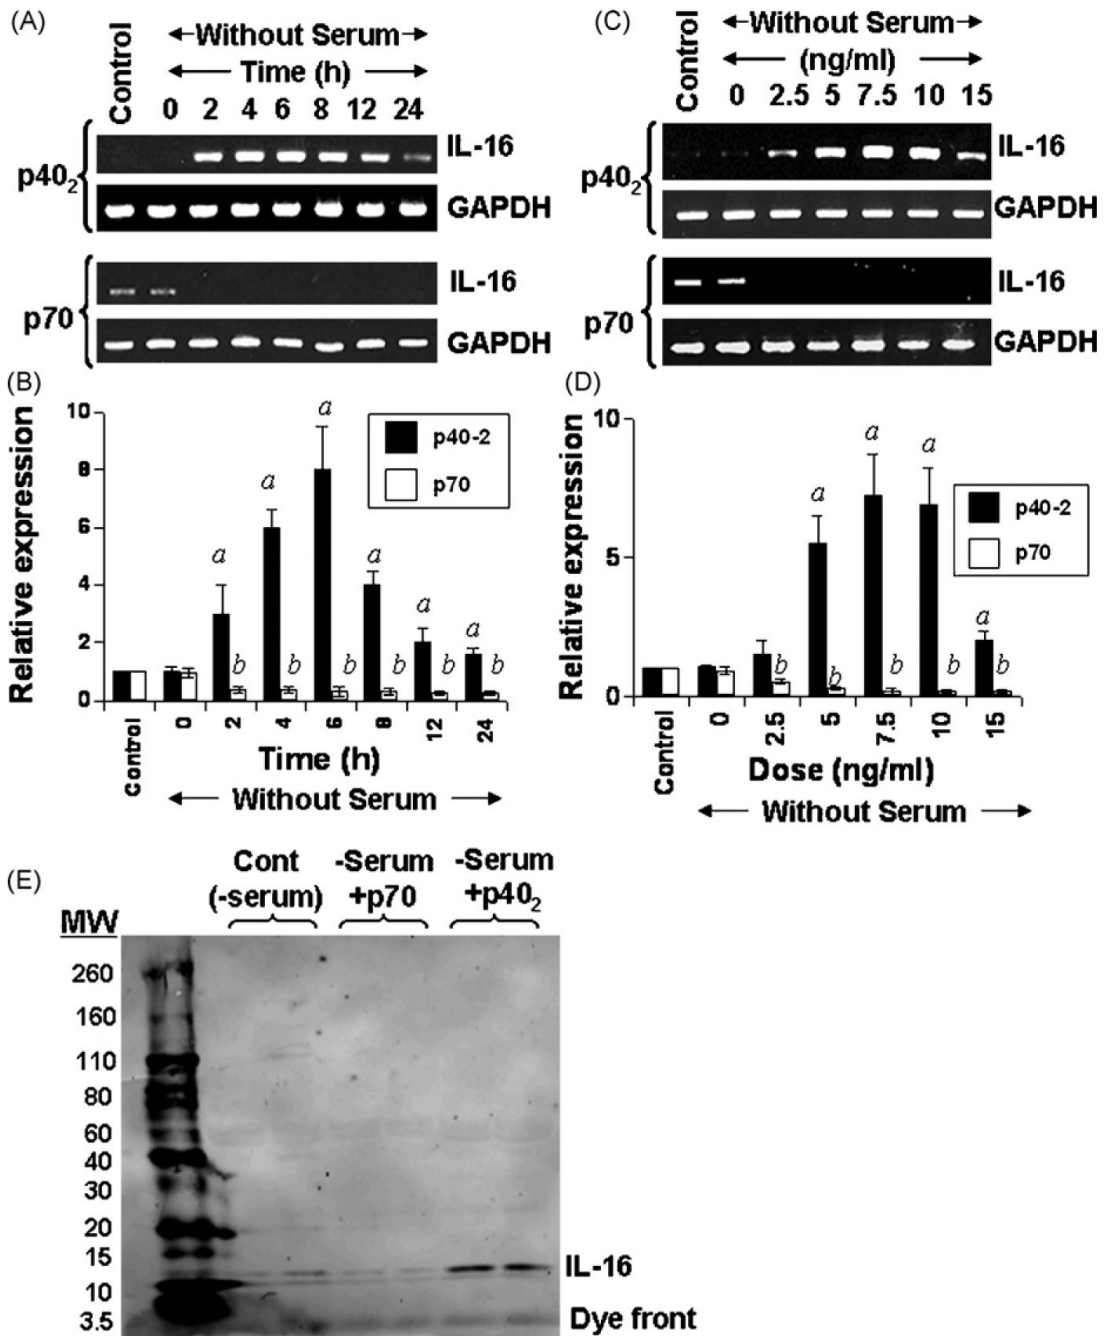 (A)
Control
Without Serum
Time (h)
0 2 4 6 8 12 24
p40₂
IL-16
GAPDH
p70
IL-16
GAPDH
(C)
Control
Without Serum
(ng/ml)
0 2.5 5 7.5 10 15
p40₂
IL-16
GAPDH
p70
IL-16
GAPDH
(B)
Relative expression
10
8
6
4
2
0
a a a a a a
b b b b b b
p40-2
p70
Control 0 2 4 6 8 12 24
Time (h)
Without Serum
(D)
Relative expression
10
5
0
a a a a
b b b b b
p40-2
p70
Control 0 2.5 5 7.5 10 15
Dose (ng/ml)
Without Serum
(E)
Cont -Serum -Serum
(-serum) +p70 +p40₂
MW
260
160
110
80
60
40
30
20
15
10
3.5
IL-16
Dye front